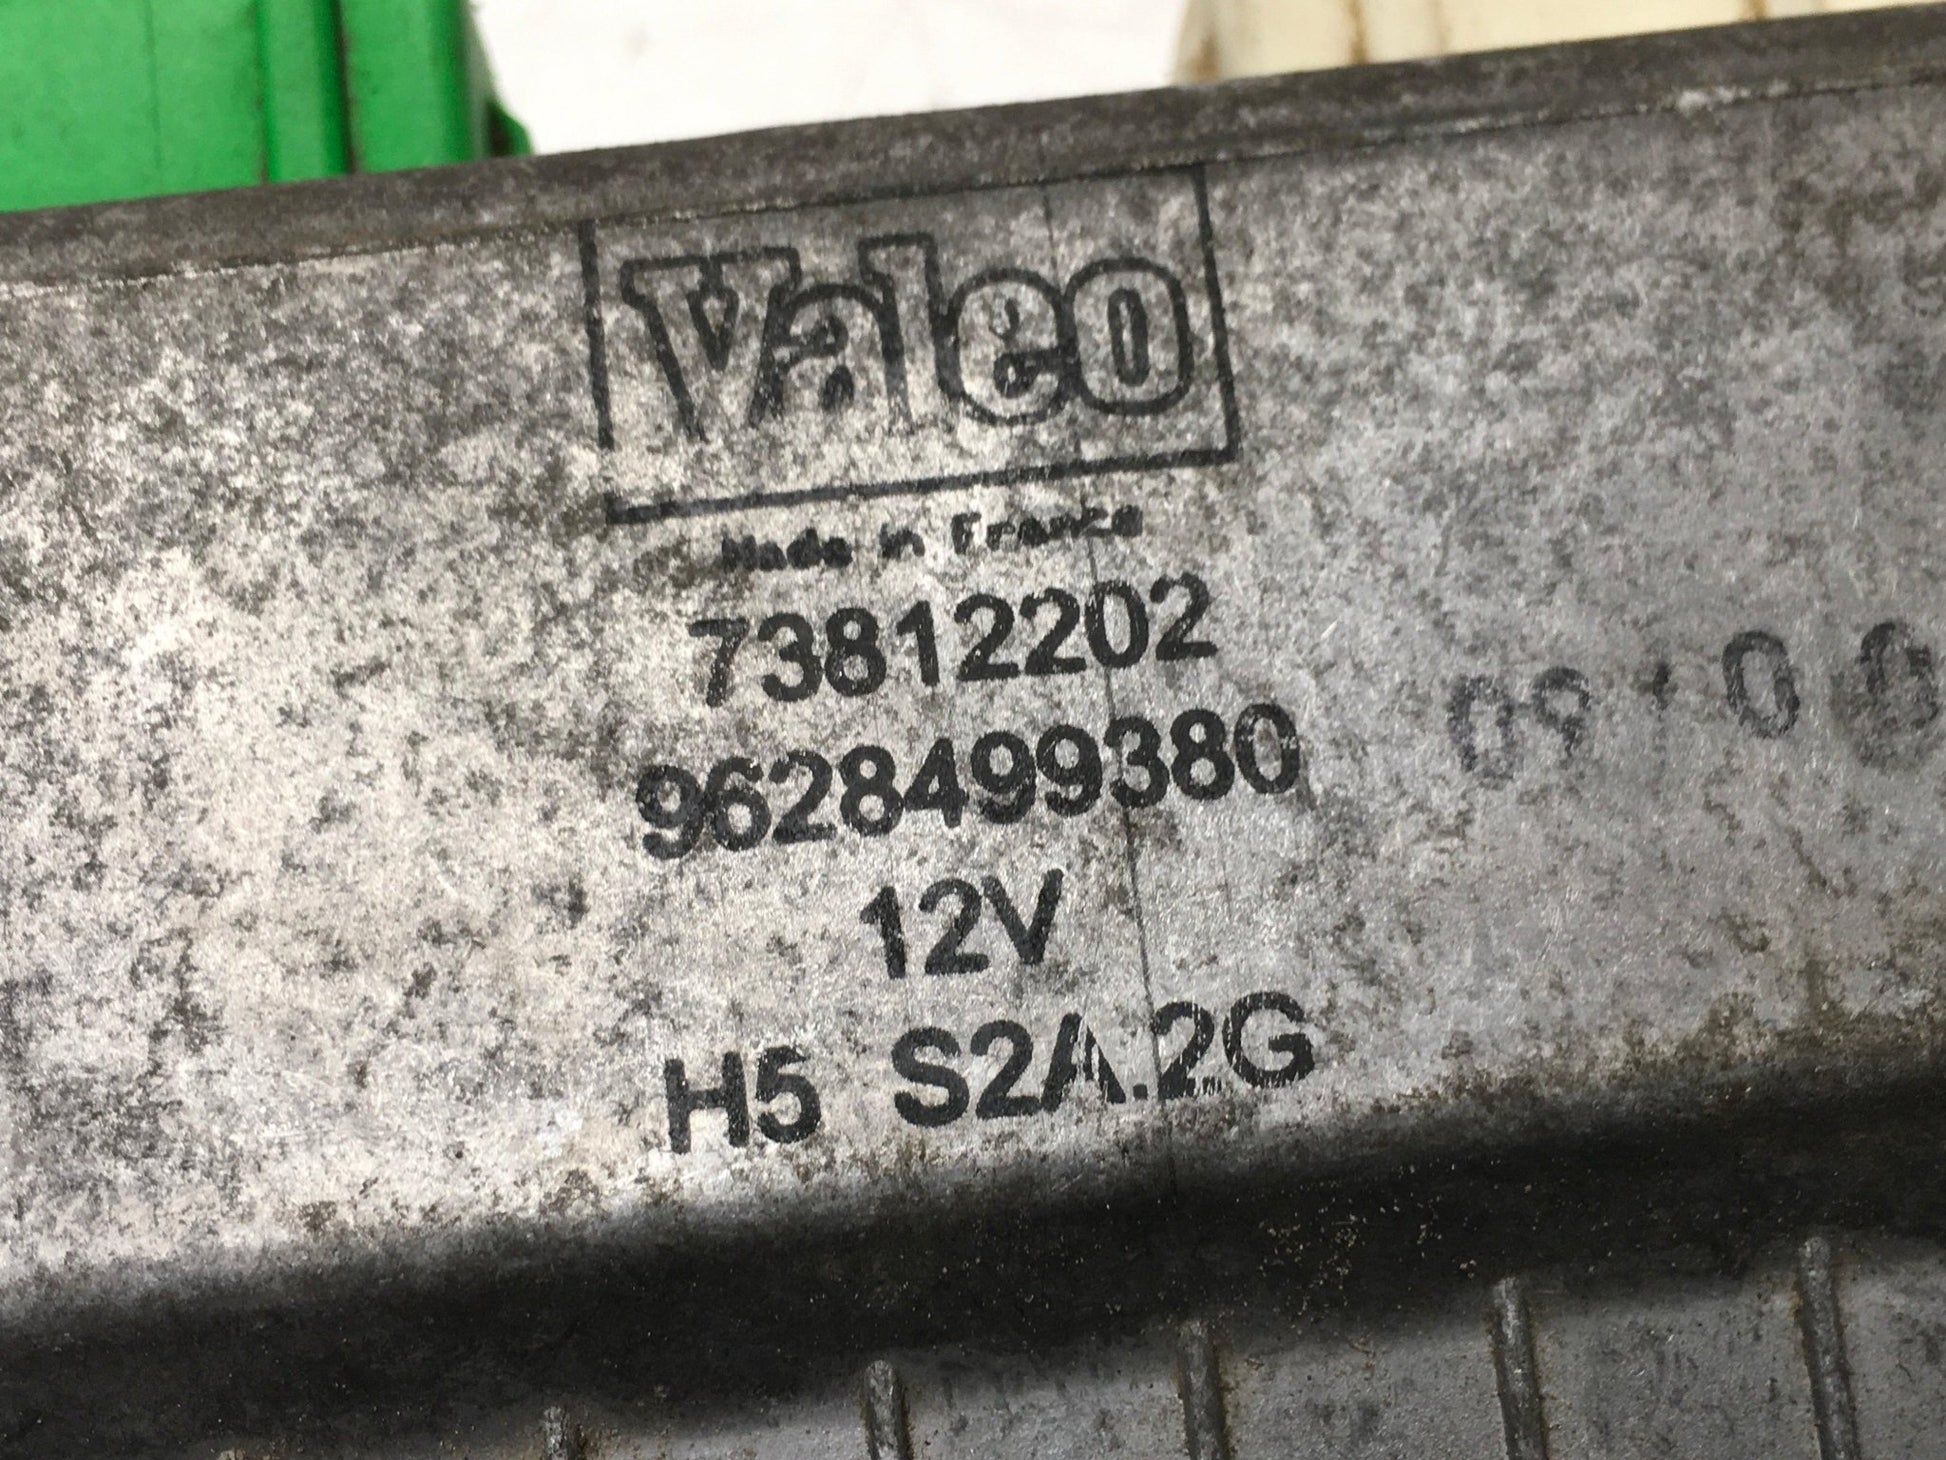 Valeo
Made in France
73812202
9628499380
12V
H5 S2A.2G